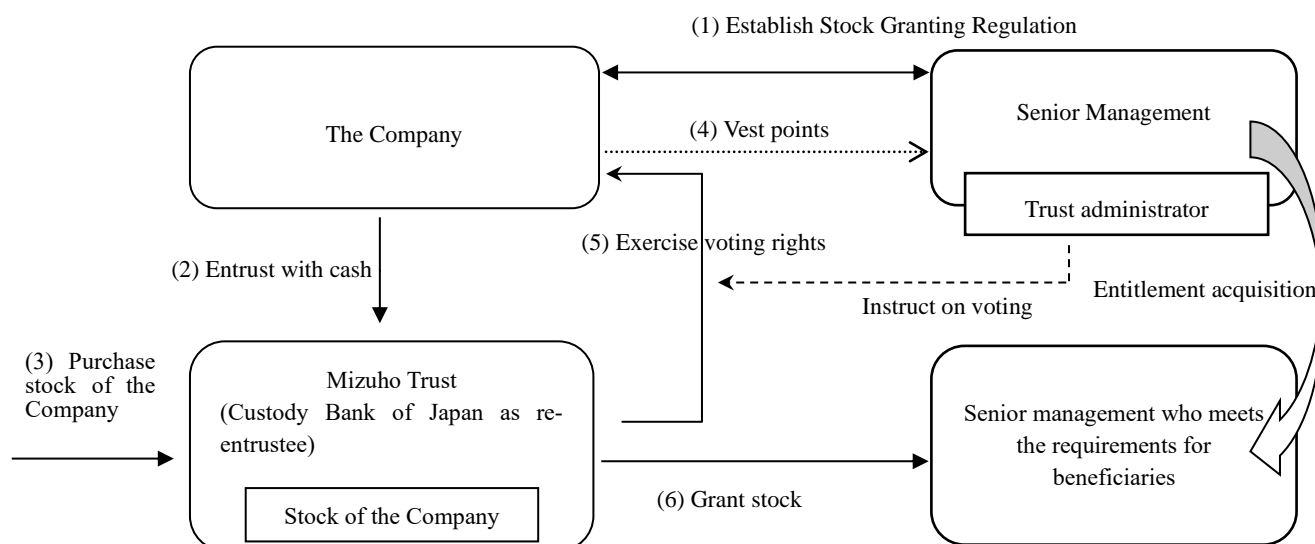 (1) Establish Stock Granting Regulation
The Company
Senior Management
(4) Vest points
Trust administrator
(5) Exercise voting rights
(2) Entrust with cash
Entitlement acquisition
Instruct on voting
(3) Purchase
stock of the
Company
Mizuho Trust
(Custody Bank of Japan as re-
entrustee)
Stock of the Company
Senior management who meets
the requirements for
beneficiaries
(6) Grant stock